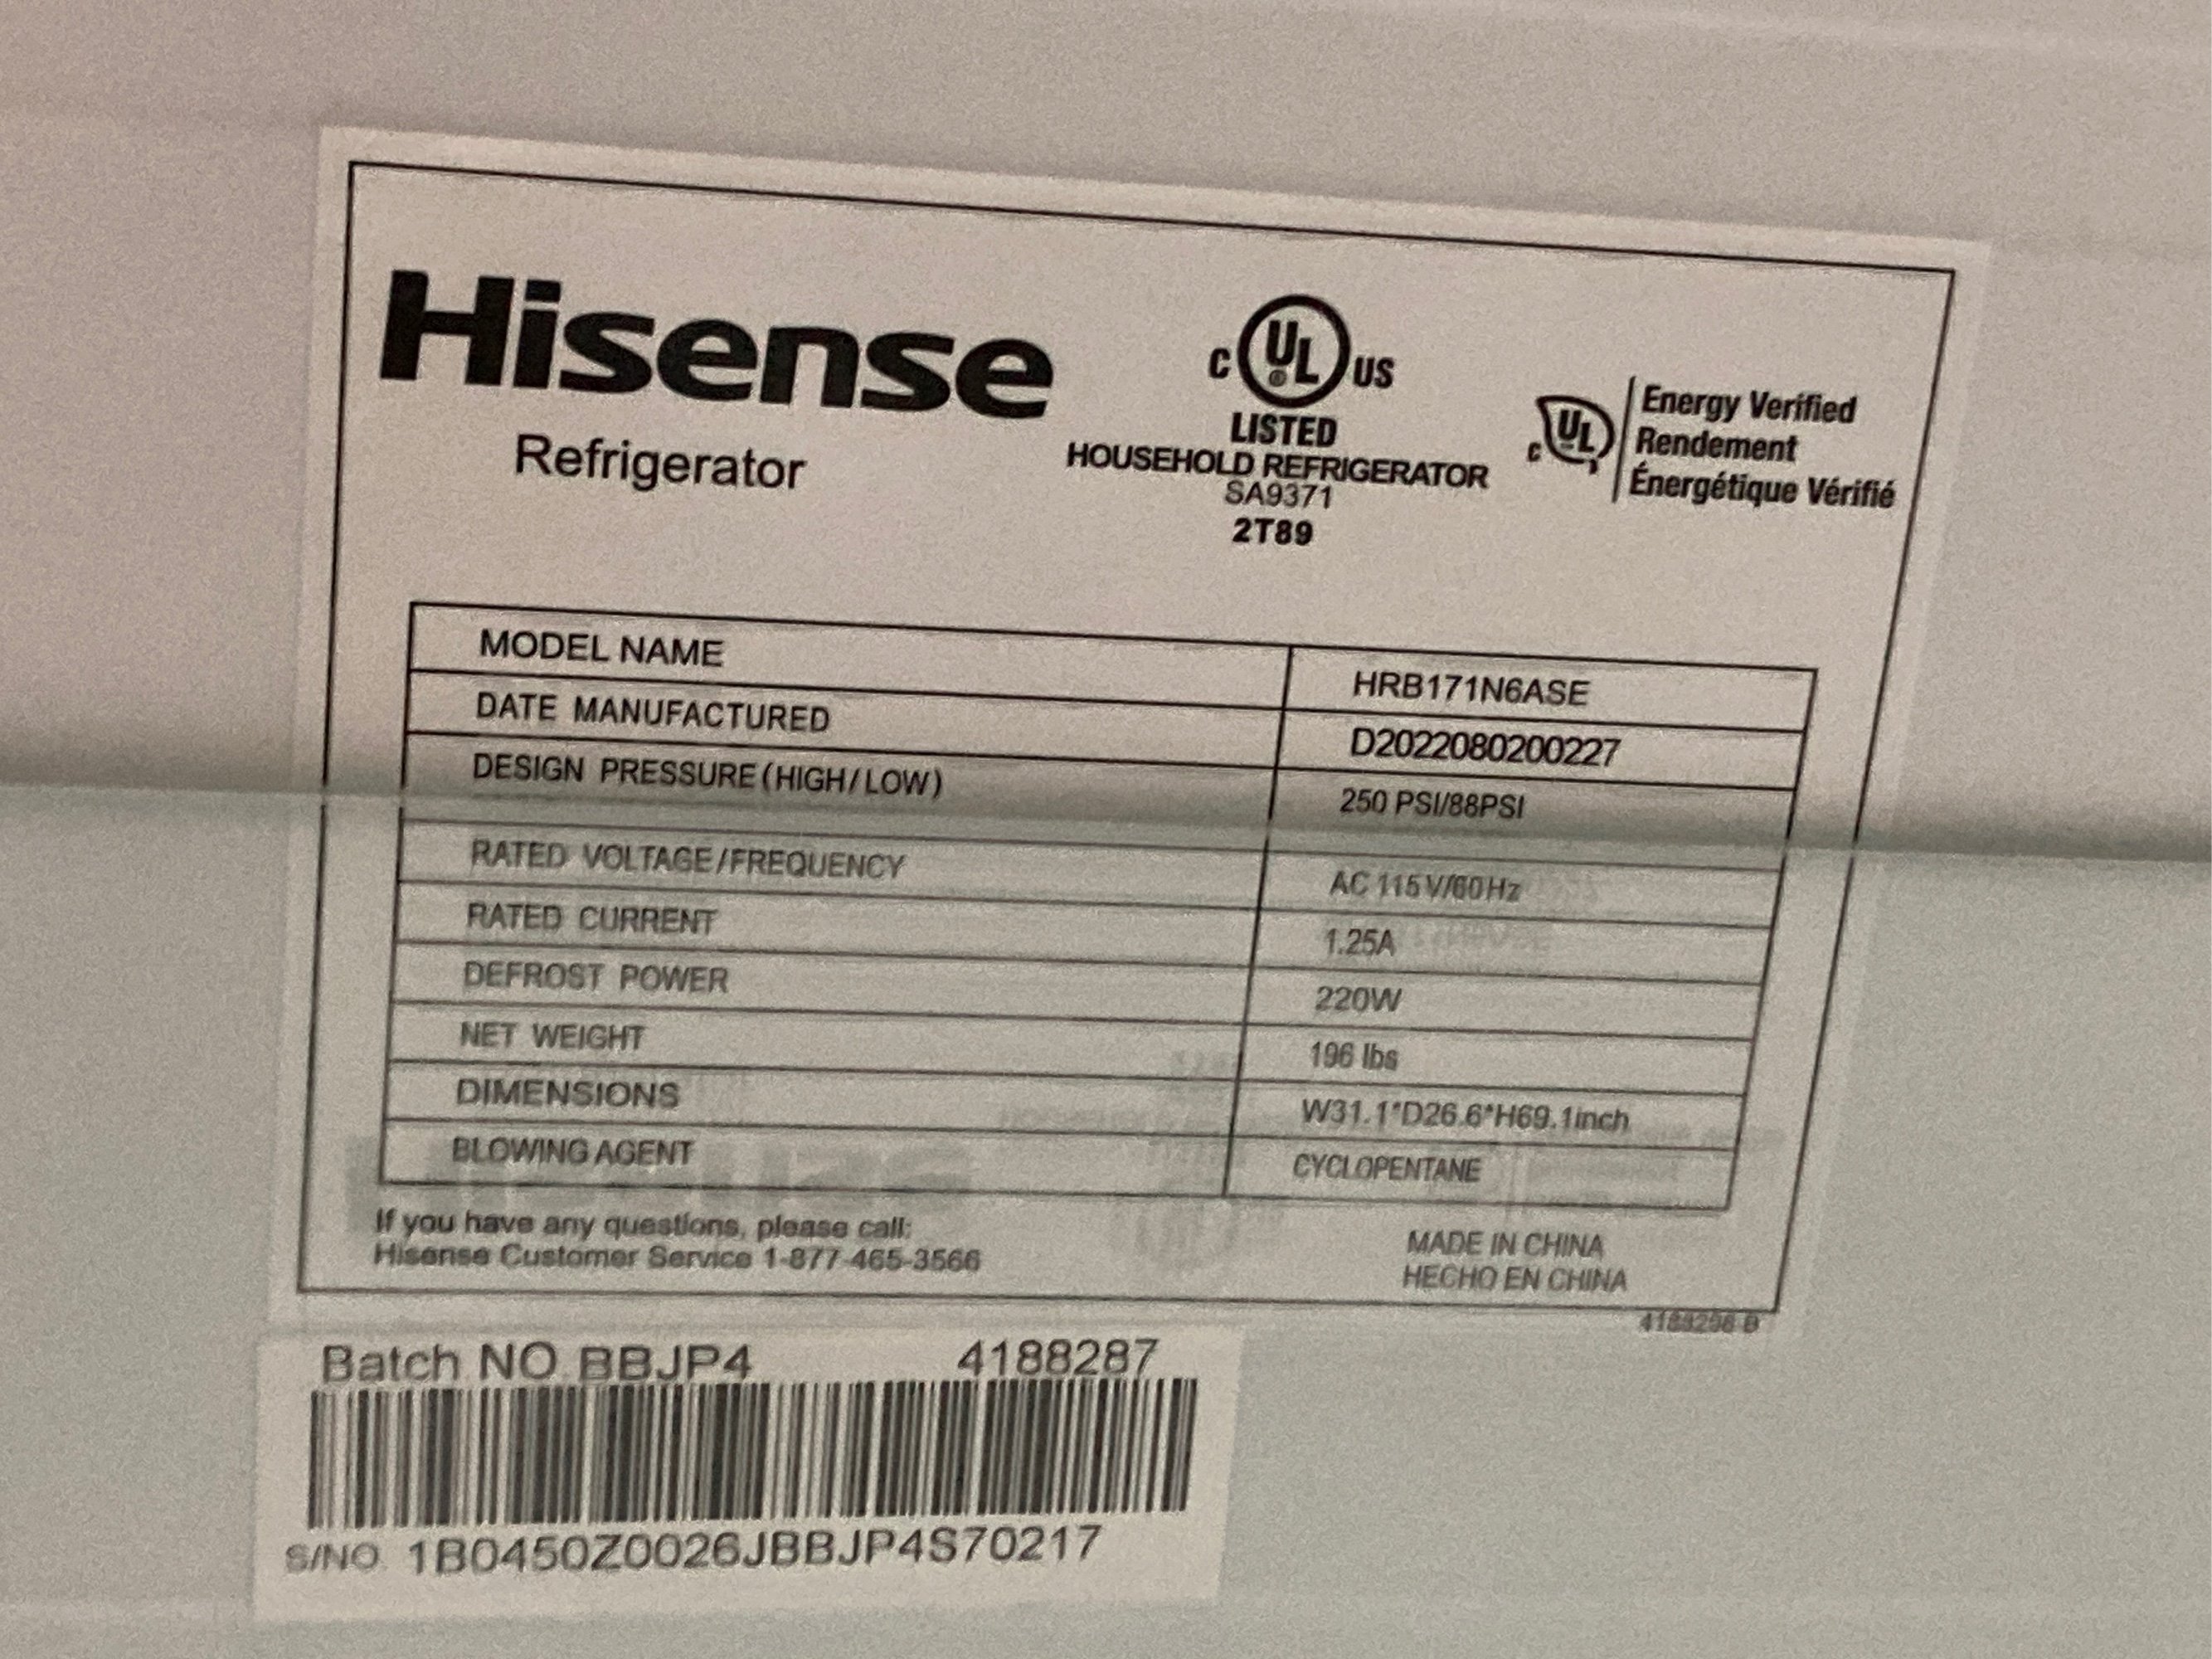 Hisense
Refrigerator
C UL US
LISTED
HOUSEHOLD REFRIGERATOR
SA9371
2T89
c UL Energy Verified
Rendement
Énergétique Vérifié
MODEL NAME HRB171N6ASE
DATE MANUFACTURED D2022080200227
DESIGN PRESSURE(HIGH/LOW) 250 PSI/88PSI
RATED VOLTAGE/FREQUENCY AC 115V/60Hz
RATED CURRENT 1.25A
DEFROST POWER 220W
NET WEIGHT 196 lbs
DIMENSIONS W31.1*D26.6*H69.1inch
BLOWING AGENT CYCLOPENTANE
If you have any questions, please call:
Hisense Customer Service 1-877-465-3566
MADE IN CHINA
HECHO EN CHINA
Batch NO BBJP4 4188287
S/NO. 1B0450Z0026JBBJP4S70217